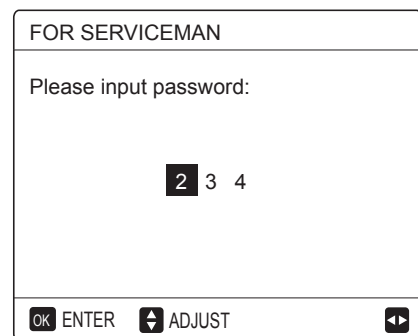 FOR SERVICEMAN
Please input password:
2 3 4
OK ENTER ADJUST